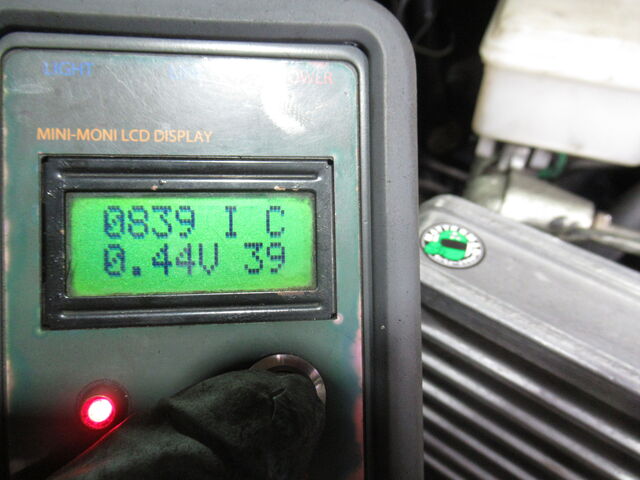 LIGHT
MINI-MONI LCD DISPLAY
0839 I C
0.44V 39